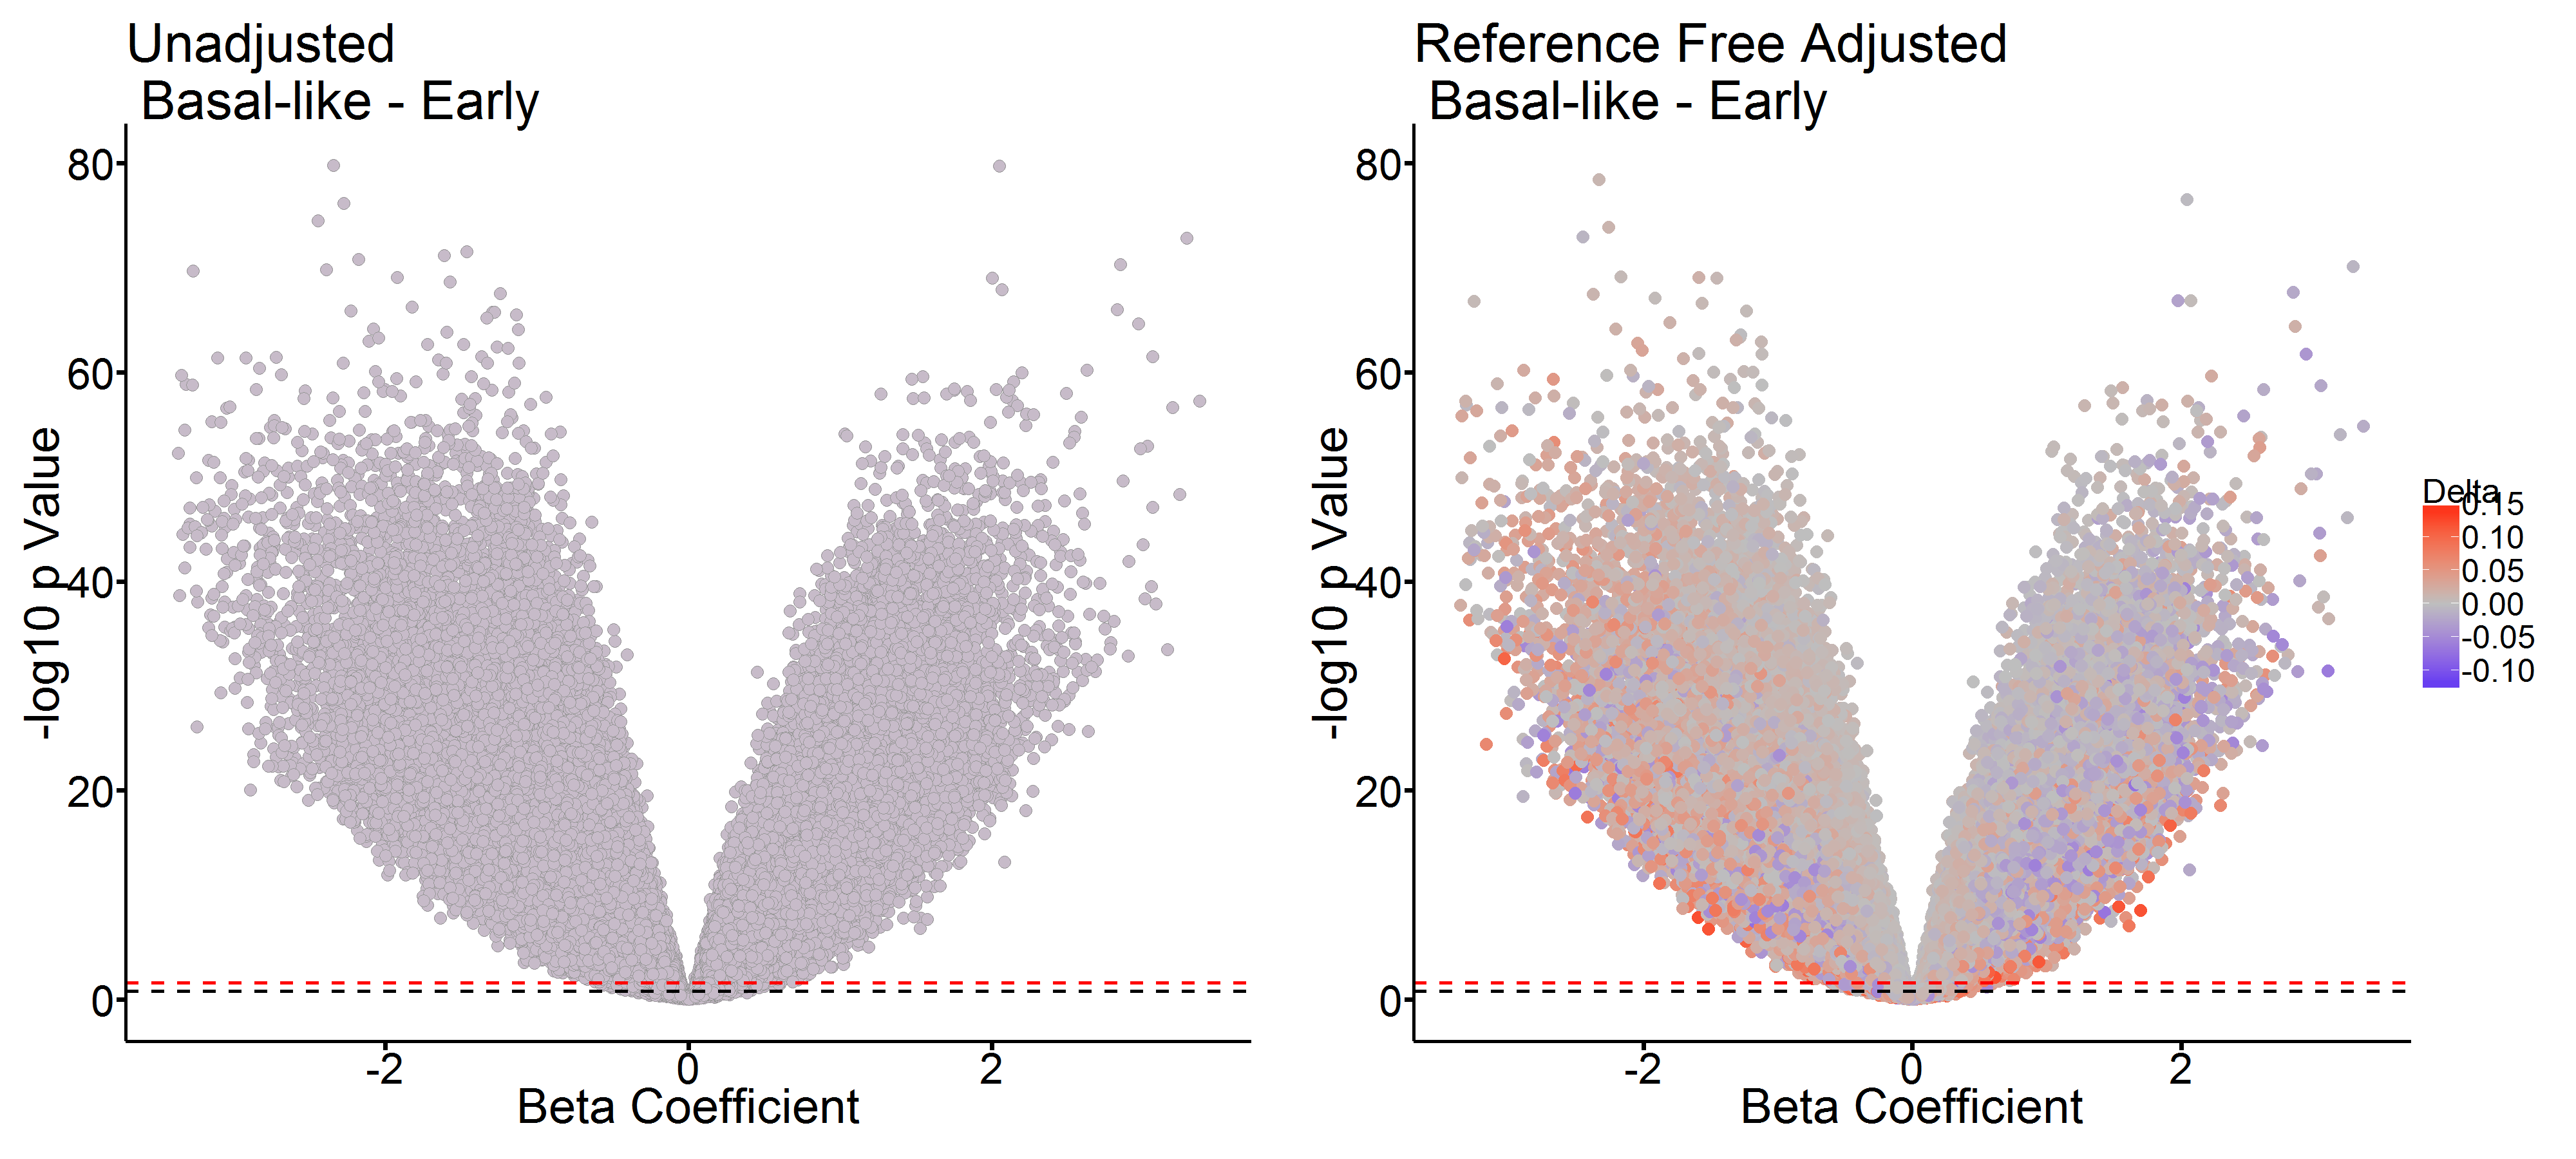 Unadjusted
Basal-like - Early
80
60
40
20
0
-log10 p Value
-2
0
2
Beta Coefficient
Reference Free Adjusted
Basal-like - Early
80
60
40
20
0
-log10 p Value
-2
0
2
Beta Coefficient
Delta
0.15
0.10
0.05
0.00
-0.05
-0.10